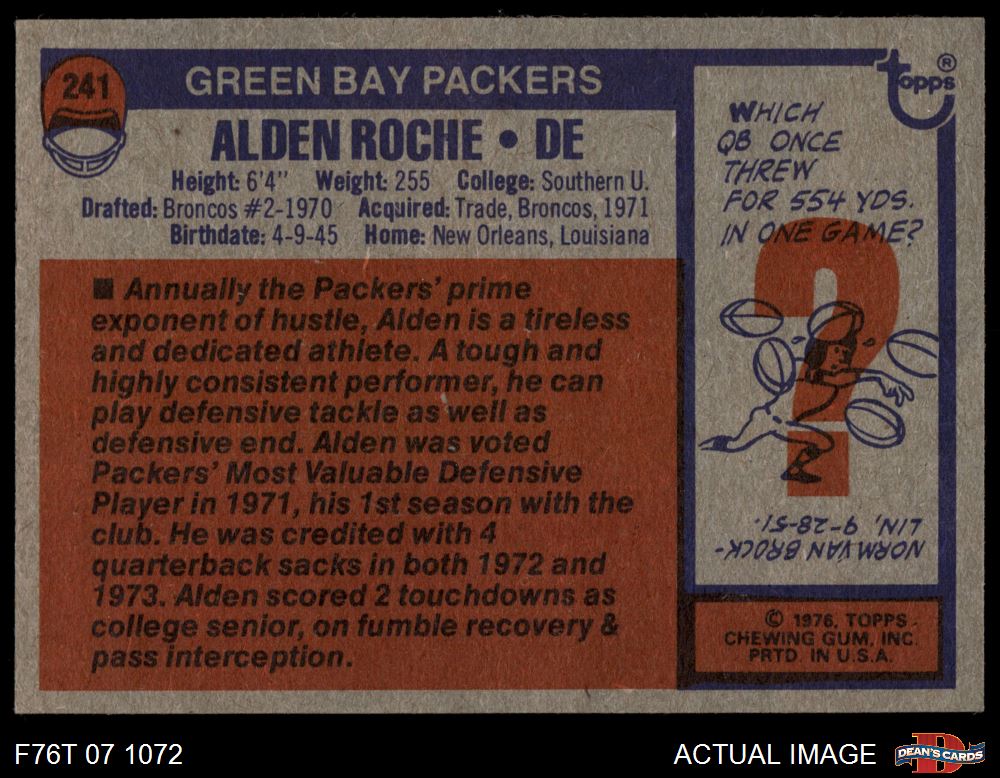 241
GREEN BAY PACKERS
ALDEN ROCHE • DE
Height: 6'4" Weight: 255 College: Southern U.
Drafted: Broncos #2-1970 Acquired: Trade, Broncos, 1971
Birthdate: 4-9-45 Home: New Orleans, Louisiana
■ Annually the Packers' prime
exponent of hustle, Alden is a tireless
and dedicated athlete. A tough and
highly consistent performer, he can
play defensive tackle as well as
defensive end. Alden was voted
Packers' Most Valuable Defensive
Player in 1971, his 1st season with the
club. He was credited with 4
quarterback sacks in both 1972 and
1973. Alden scored 2 touchdowns as
college senior, on fumble recovery &
pass interception.
topps®
WHICH
QB ONCE
THREW
FOR 554 YDS.
IN ONE GAME?
?
NORM VAN BROCK-
LIN, 9-28-51.
© 1976, TOPPS
CHEWING GUM, INC.
PRTD. IN U.S.A.
F76T 07 1072
ACTUAL IMAGE
DEAN'S CARDS